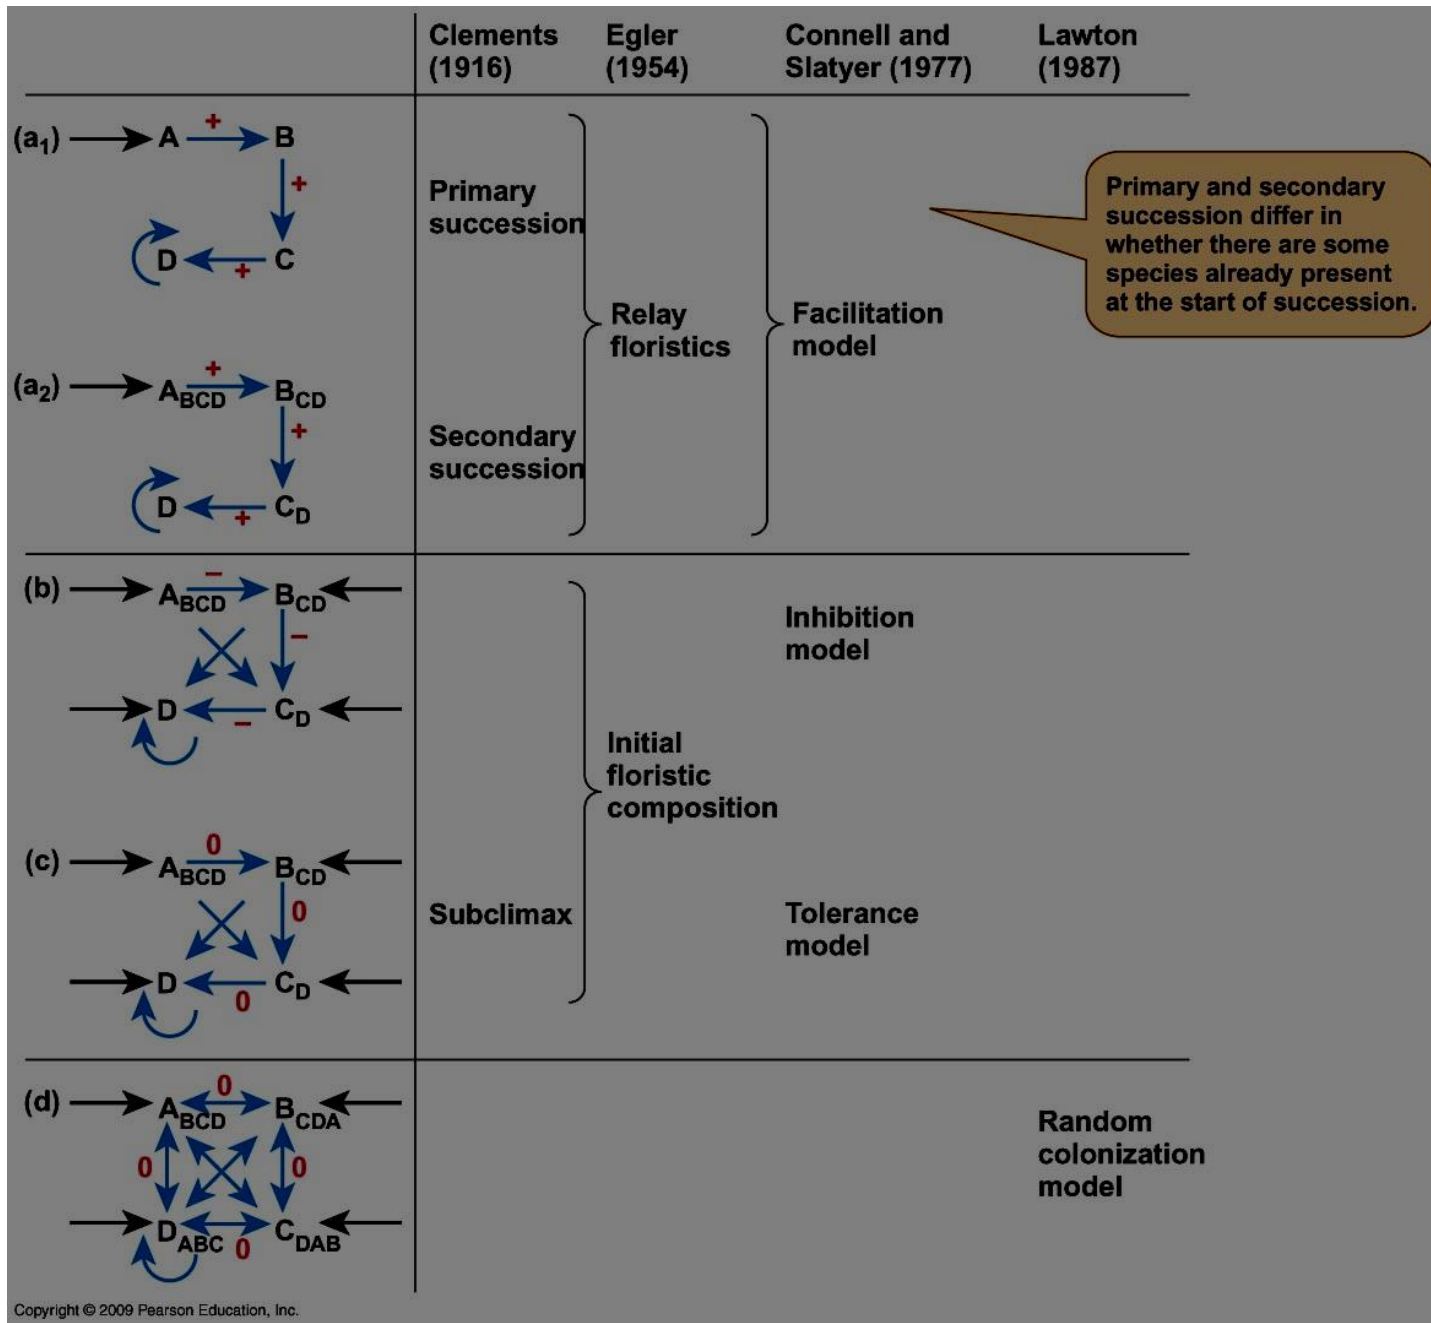 Clements
(1916)
Egler
(1954)
Connell and
Slatyer (1977)
Lawton
(1987)
(a1)
A + B
+
D + C
Primary
succession
Primary and secondary
succession differ in
whether there are some
species already present
at the start of succession.
Relay
floristics
Facilitation
model
(a2)
ABCD + BCD
+
D + CD
Secondary
succession
(b)
ABCD – BCD
–
D – CD
Inhibition
model
Initial
floristic
composition
(c)
ABCD 0 BCD
0
D 0 CD
Subclimax
Tolerance
model
(d)
ABCD 0 BCDA
0 0
DABC 0 CDAB
Random
colonization
model
Copyright © 2009 Pearson Education, Inc.